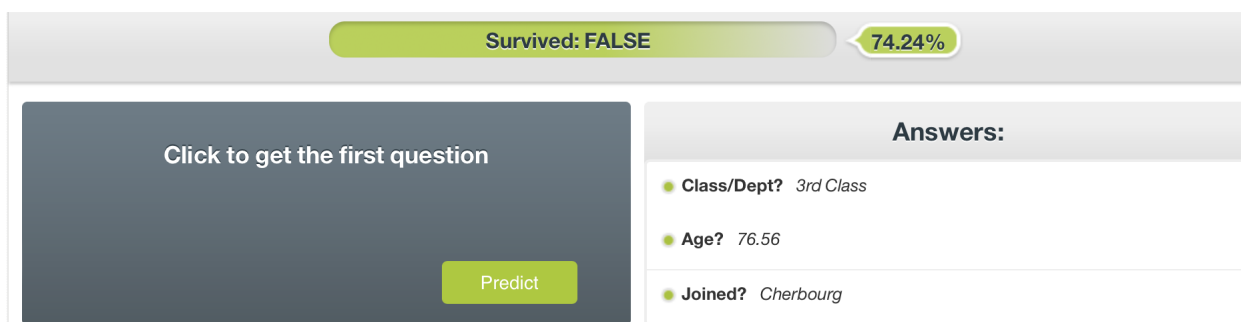 Survived: FALSE
74.24%
Click to get the first question
Predict
Answers:
Class/Dept? 3rd Class
Age? 76.56
Joined? Cherbourg